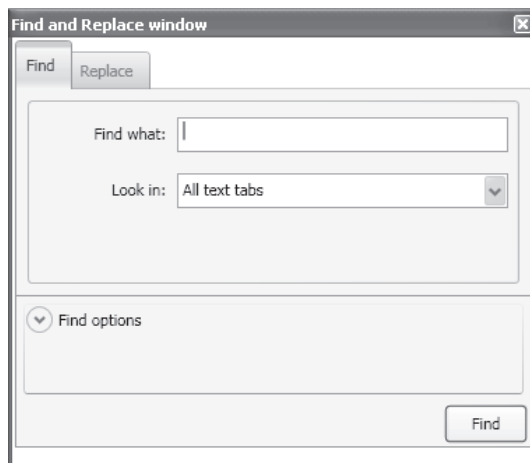 Find and Replace window
Find Replace
Find what:
Look in: All text tabs
Find options
Find